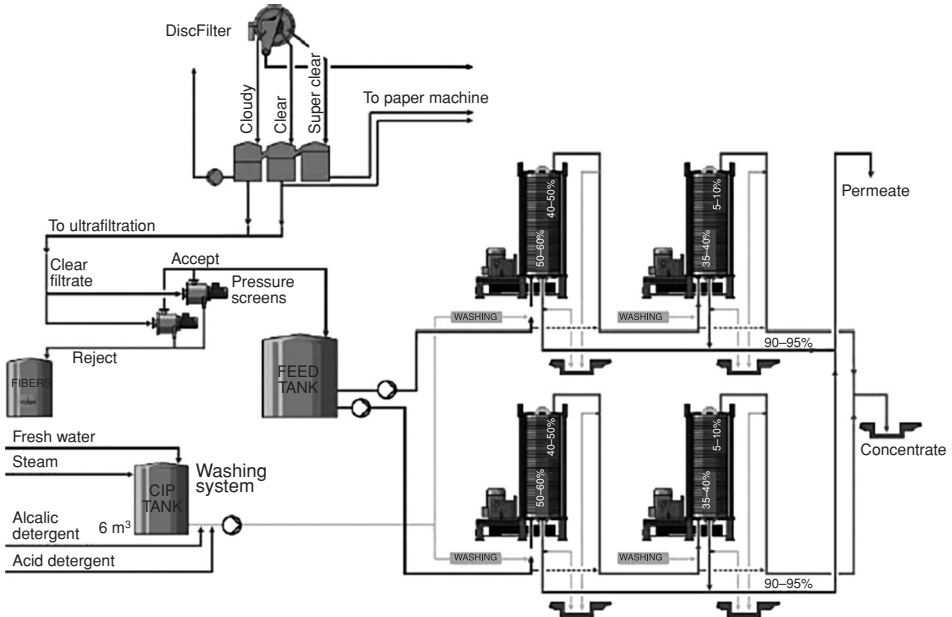 DiscFilter
Cloudy
Clear
Super clear
To paper machine
Permeate
To ultrafiltration
Clear
filtrate
Accept
Pressure
screens
Reject
FIBERS
FEED
TANK
40–50%
50–60%
5–10%
35–40%
WASHING
WASHING
90–95%
Concentrate
Fresh water
Steam
CIP
TANK
Washing
system
Alcalic
detergent
6 m³
Acid detergent
40–50%
50–60%
5–10%
35–40%
WASHING
WASHING
90–95%